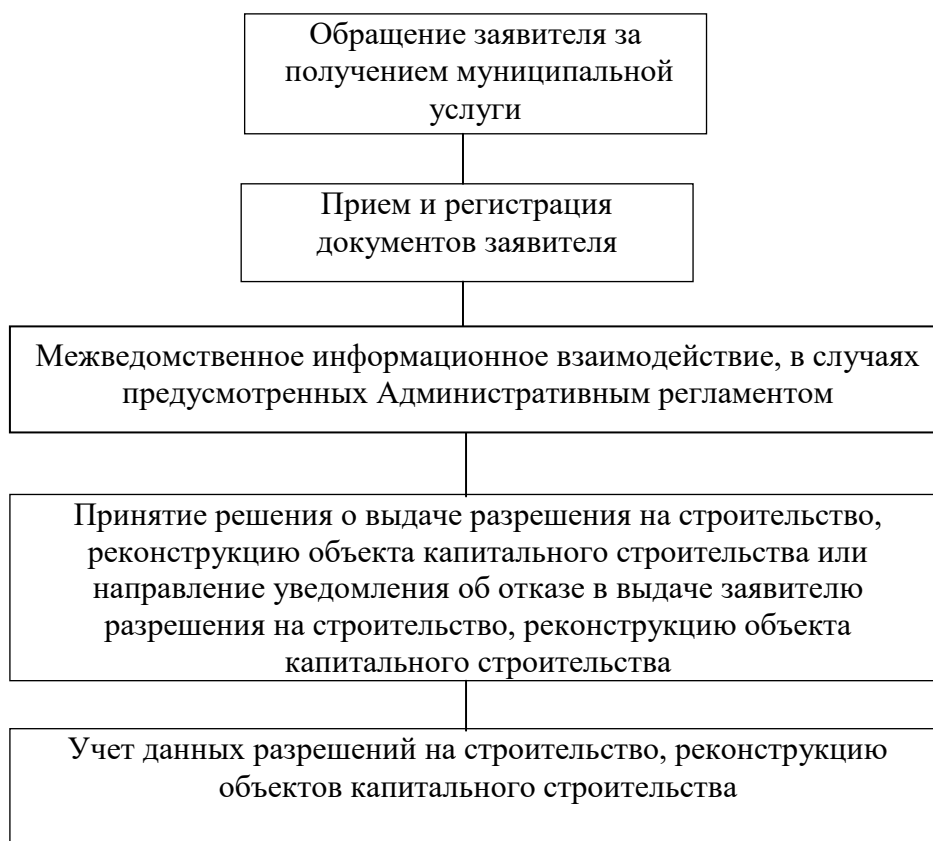 Обращение заявителя за
получением муниципальной
услуги
Прием и регистрация
документов заявителя
Межведомственное информационное взаимодействие, в случаях
предусмотренных Административным регламентом
Принятие решения о выдаче разрешения на строительство,
реконструкцию объекта капитального строительства или
направление уведомления об отказе в выдаче заявителю
разрешения на строительство, реконструкцию объекта
капитального строительства
Учет данных разрешений на строительство, реконструкцию
объектов капитального строительства